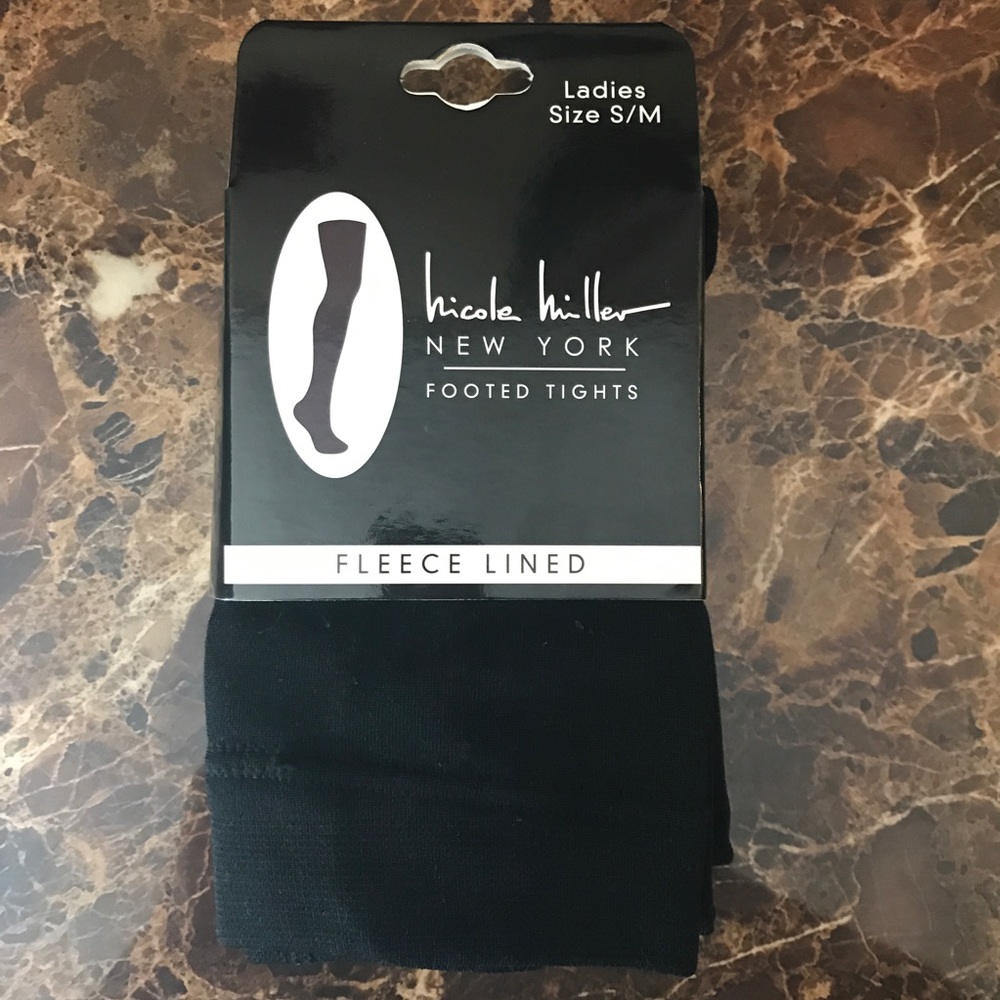 Ladies
Size S/M
nicole miller
NEW YORK
FOOTED TIGHTS
FLEECE LINED